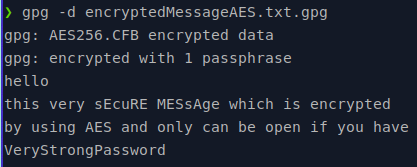 ❯ gpg -d encryptedMessageAES.txt.gpg
gpg: AES256.CFB encrypted data
gpg: encrypted with 1 passphrase
hello
this very sEcuRE MESsAge which is encrypted
by using AES and only can be open if you have
VeryStrongPassword